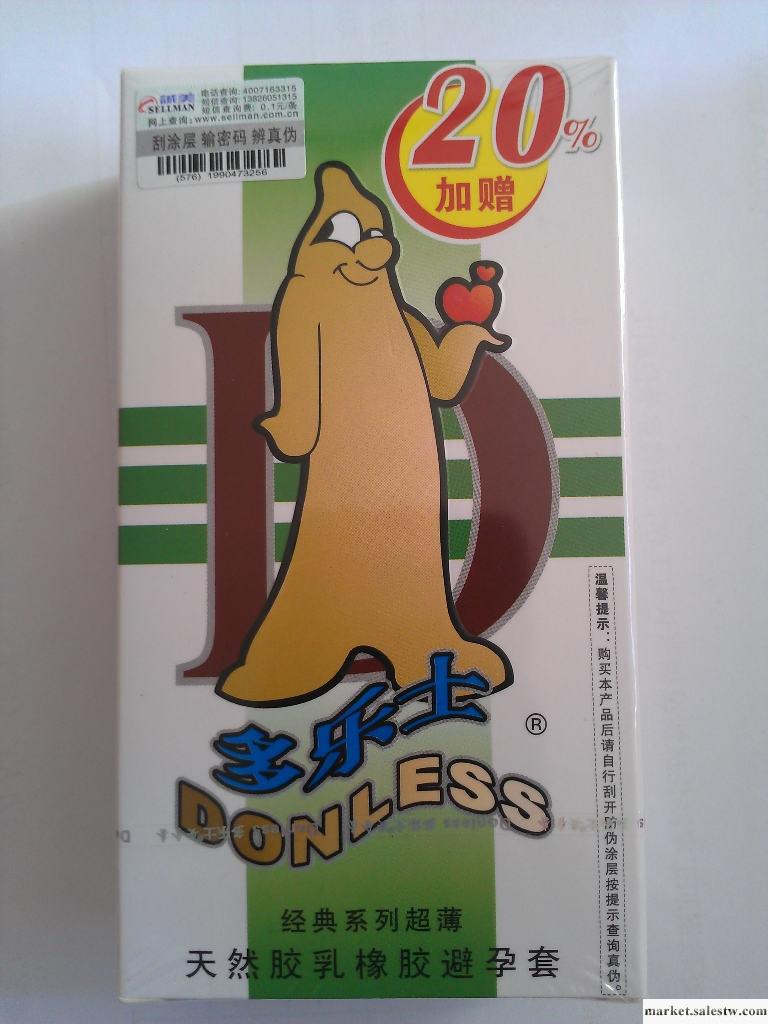 誠美
SELLMAN
电话查询: 4007163315
短信查询: 13826051315
短信查询费: 0.1元/条
网上查询: www.sellman.com.cn
刮涂层 输密码 辨真伪
(576) 1990473256
20%
加赠
D
温馨提示：购买本产品后请自行刮开防伪涂层按提示查询真伪。
多乐士
®
DONLESS
经典系列超薄
天然胶乳橡胶避孕套
market.salestw.com